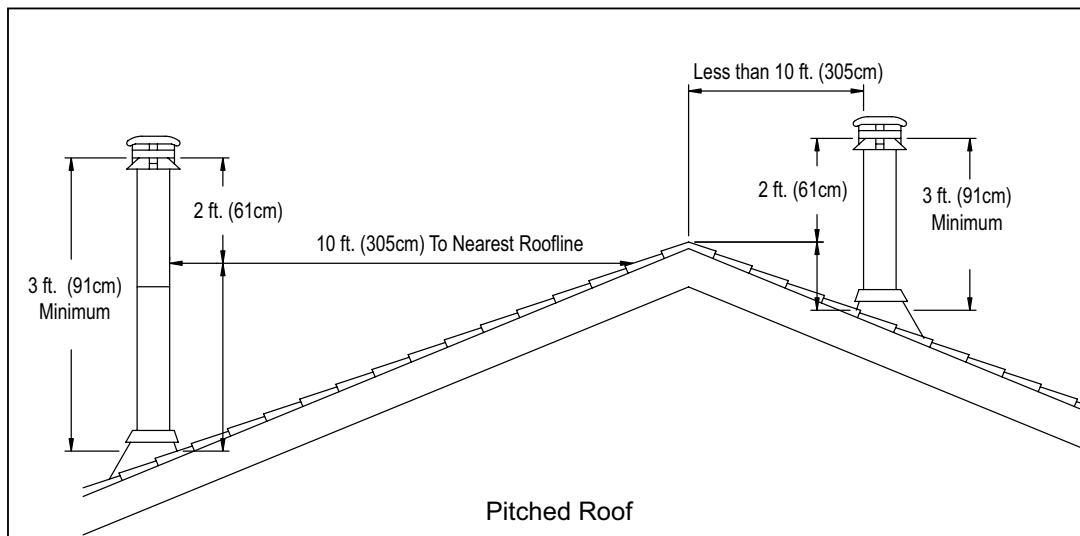 Less than 10 ft. (305cm)
2 ft. (61cm)
2 ft. (61cm)
3 ft. (91cm)
Minimum
10 ft. (305cm) To Nearest Roofline
3 ft. (91cm)
Minimum
Pitched Roof